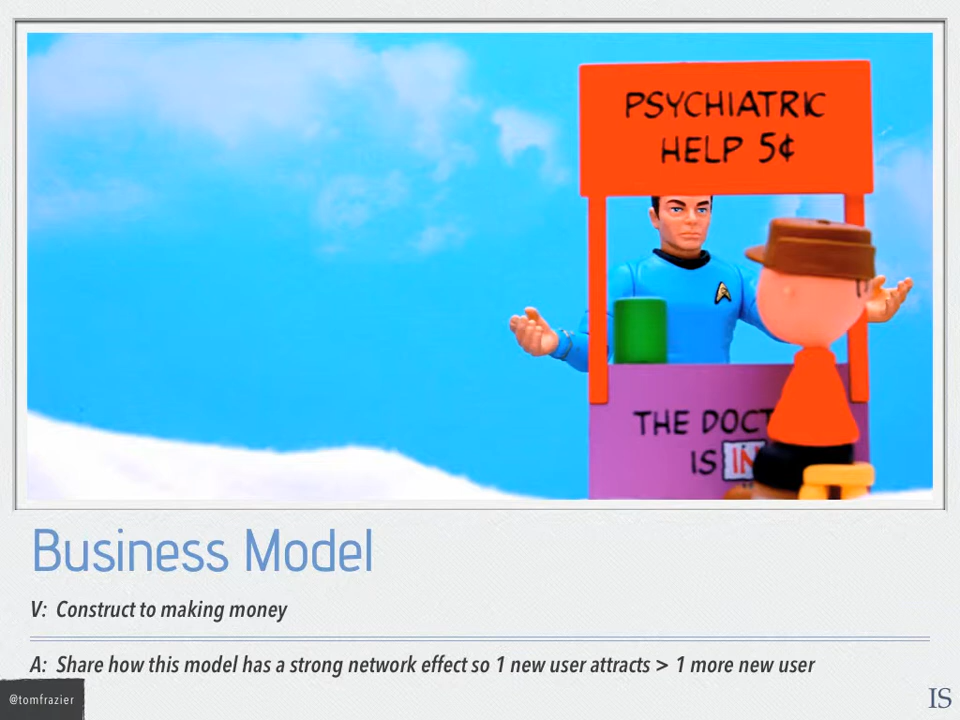 PSYCHIATRIC
HELP 5¢
THE DOCT
IS IN
Business Model
V: Construct to making money
A: Share how this model has a strong network effect so 1 new user attracts > 1 more new user
@tomfrazier
IS